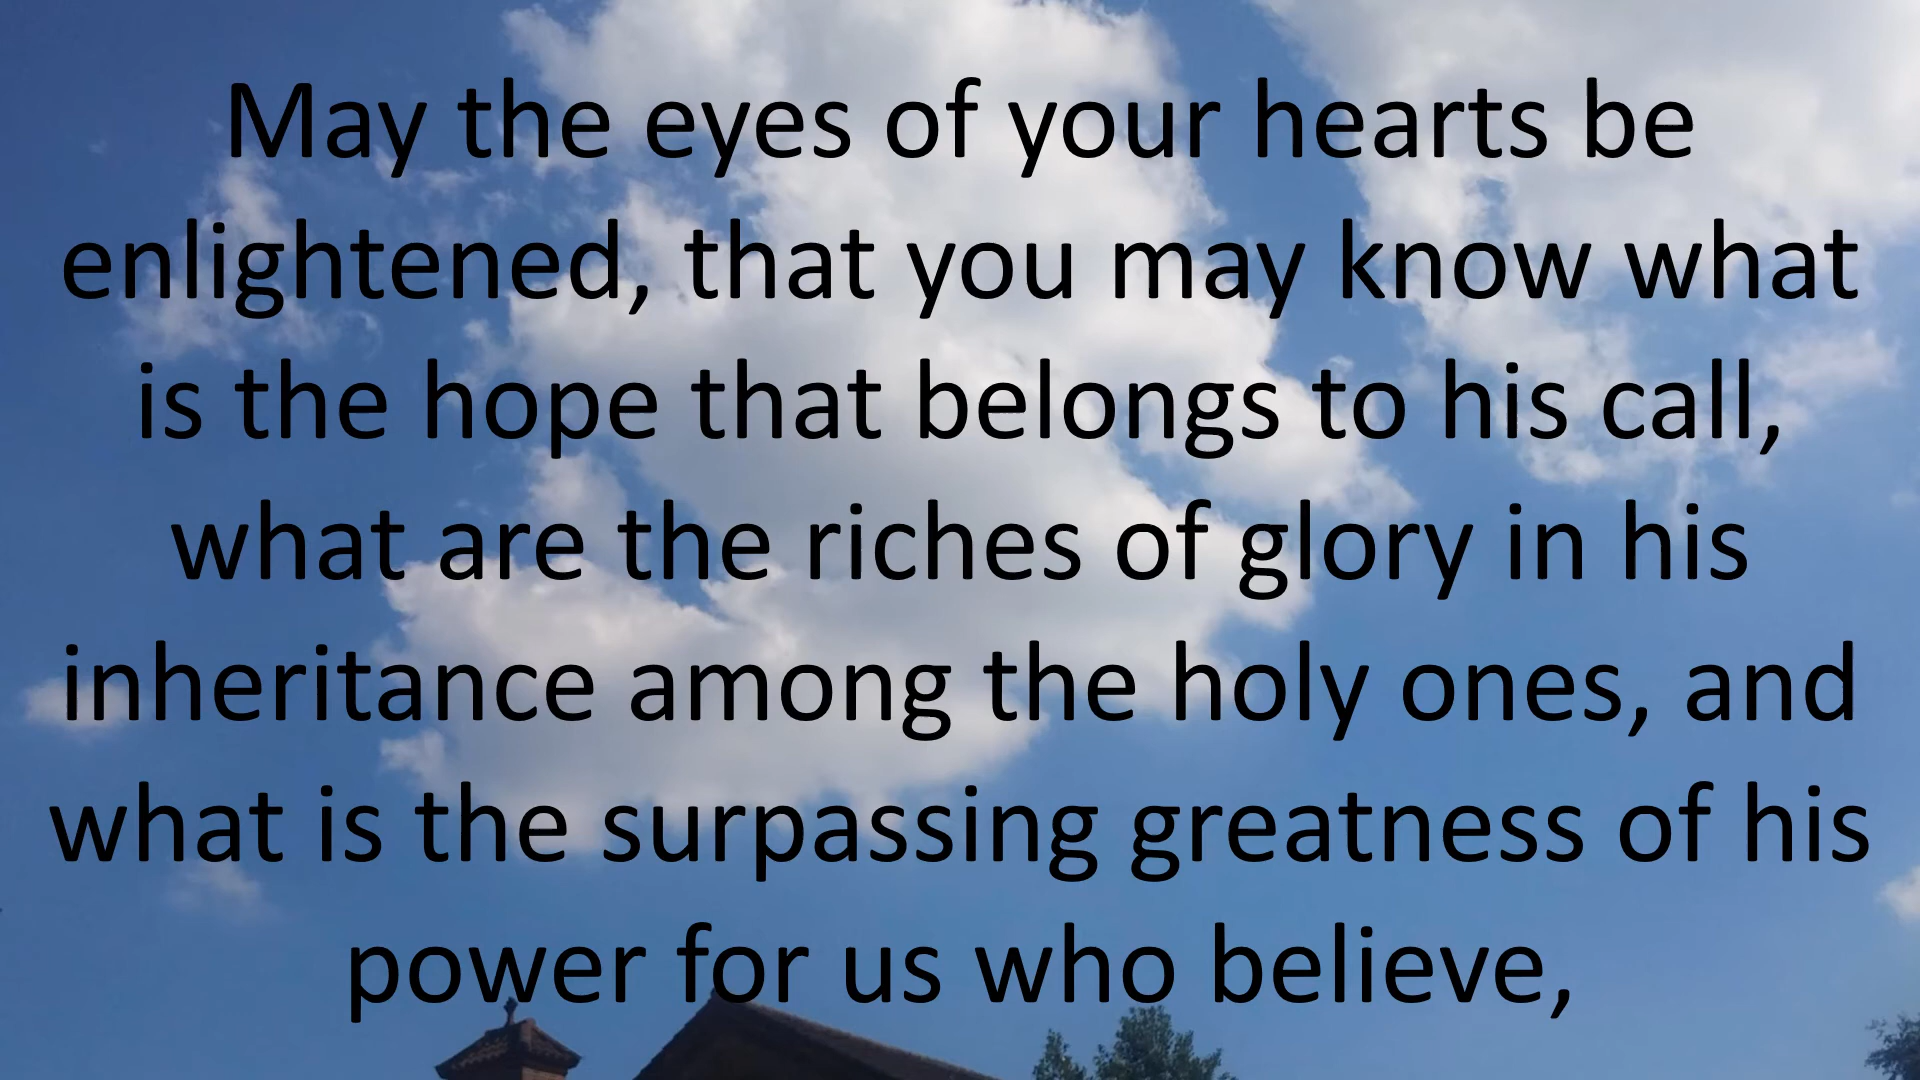 May the eyes of your hearts be
enlightened, that you may know what
is the hope that belongs to his call,
what are the riches of glory in his
inheritance among the holy ones, and
what is the surpassing greatness of his
power for us who believe,